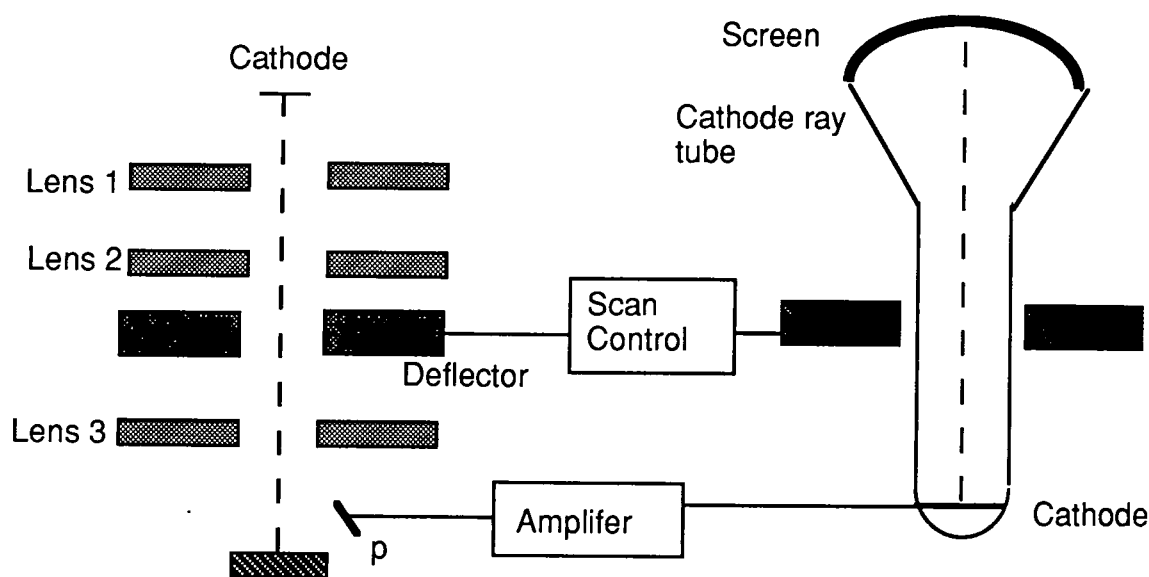 Screen
Cathode
Cathode ray
tube
Lens 1
Lens 2
Scan
Control
Deflector
Lens 3
Amplifer
Cathode
p